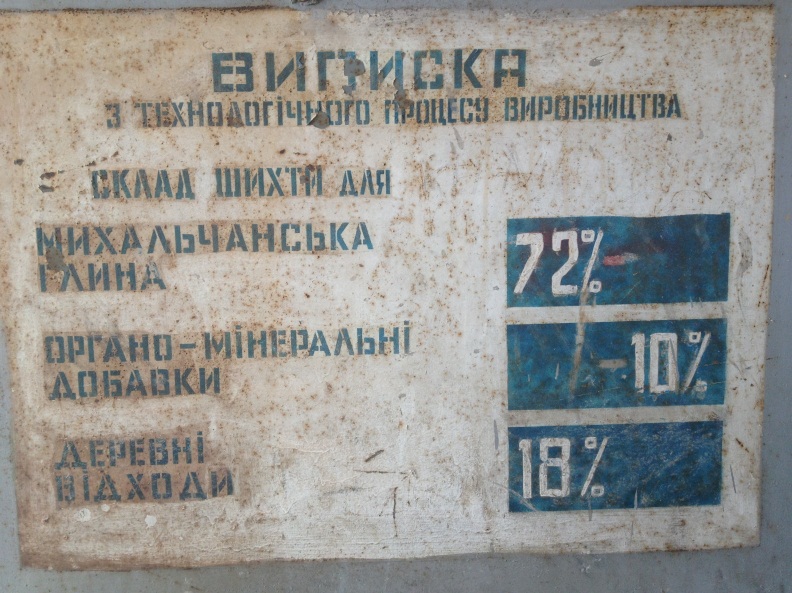 ВИПИСКА
З ТЕХНОЛОГІЧНОГО ПРОЦЕСУ ВИРОБНИЦТВА
СКЛАД ШИХТИ ДЛЯ
МИХАЛЬЧАНСЬКА
ГЛИНА
72%
ОРГАНО-МІНЕРАЛЬНІ
ДОБАВКИ
10%
ДЕРЕВНІ
ВІДХОДИ
18%